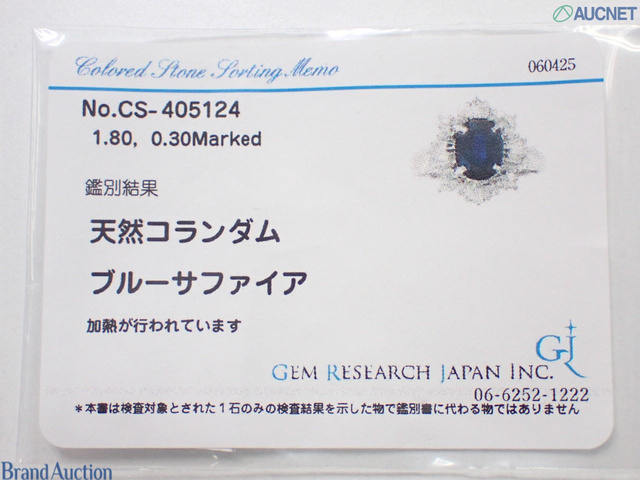 AUCNET
Colored Stone Sorting Memo
060425
No.CS-405124
1.80, 0.30Marked
鑑別結果
天然コランダム
ブルーサファイア
加熱が行われています
GJ
GEM RESEARCH JAPAN INC.
06-6252-1222
*本書は検査対象とされた1石のみの検査結果を示した物で鑑別書に代わる物ではありません
Brand Auction